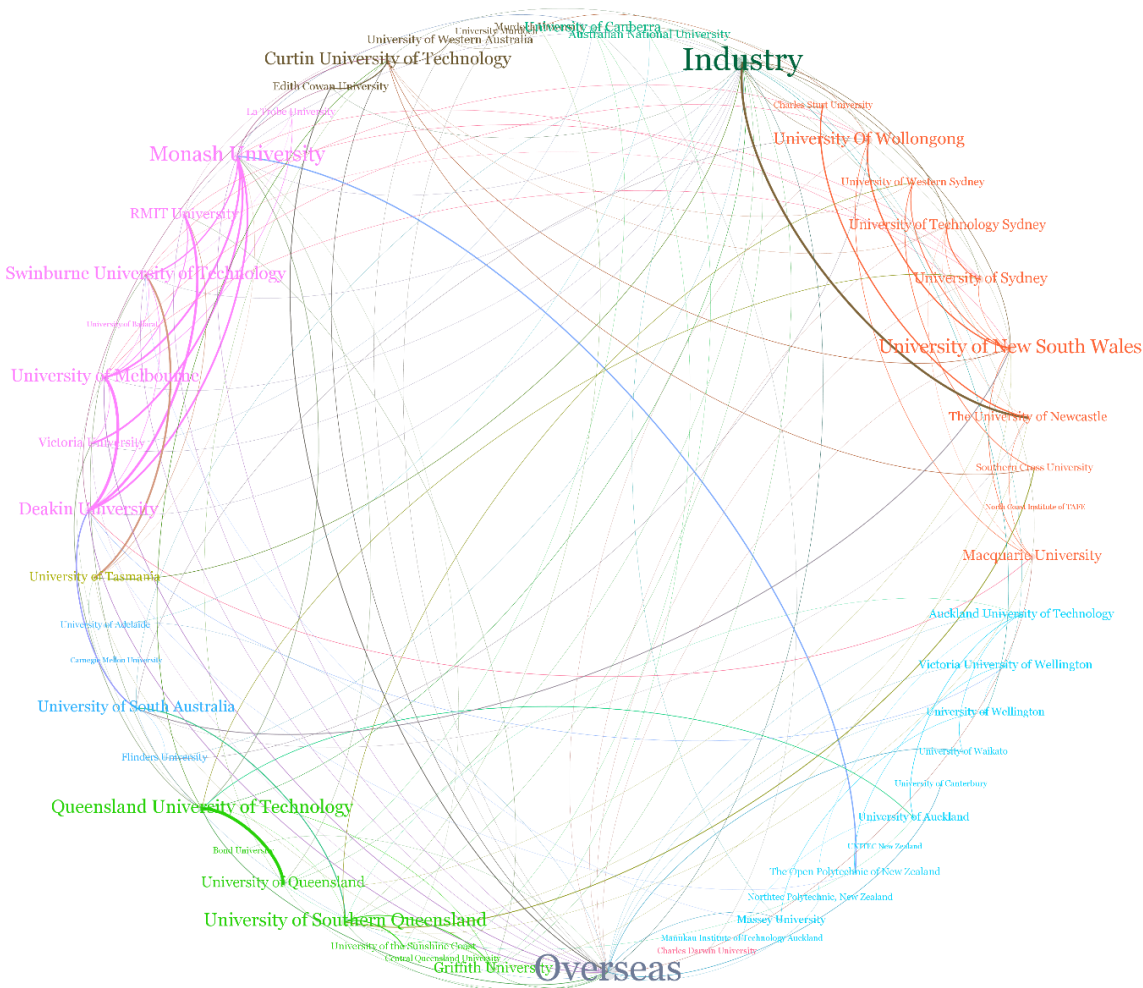 University of Canberra
University Murdoch
Australian National University
University of Western Australia
Curtin University of Technology
Industry
Edith Cowan University
Charles Sturt University
La Trobe University
University Of Wollongong
Monash University
University of Western Sydney
RMIT University
University of Technology Sydney
Swinburne University of Technology
University of Sydney
University of Ballarat
University of New South Wales
University of Melbourne
The University of Newcastle
Victoria University
Southern Cross University
Deakin University
North Coast Institute of TAFE
Macquarie University
University of Tasmania
Auckland University of Technology
University of Adelaide
Carnegie Mellon University
Victoria University of Wellington
University of South Australia
University of Wellington
Flinders University
University of Waikato
University of Canterbury
Queensland University of Technology
University of Auckland
Bond University
UNITEC New Zealand
University of Queensland
The Open Polytechnic of New Zealand
Northtec Polytechnic, New Zealand
University of Southern Queensland
Massey University
University of the Sunshine Coast
Manukau Institute of Technology Auckland
Central Queensland University
Charles Darwin University
Griffith University
Overseas